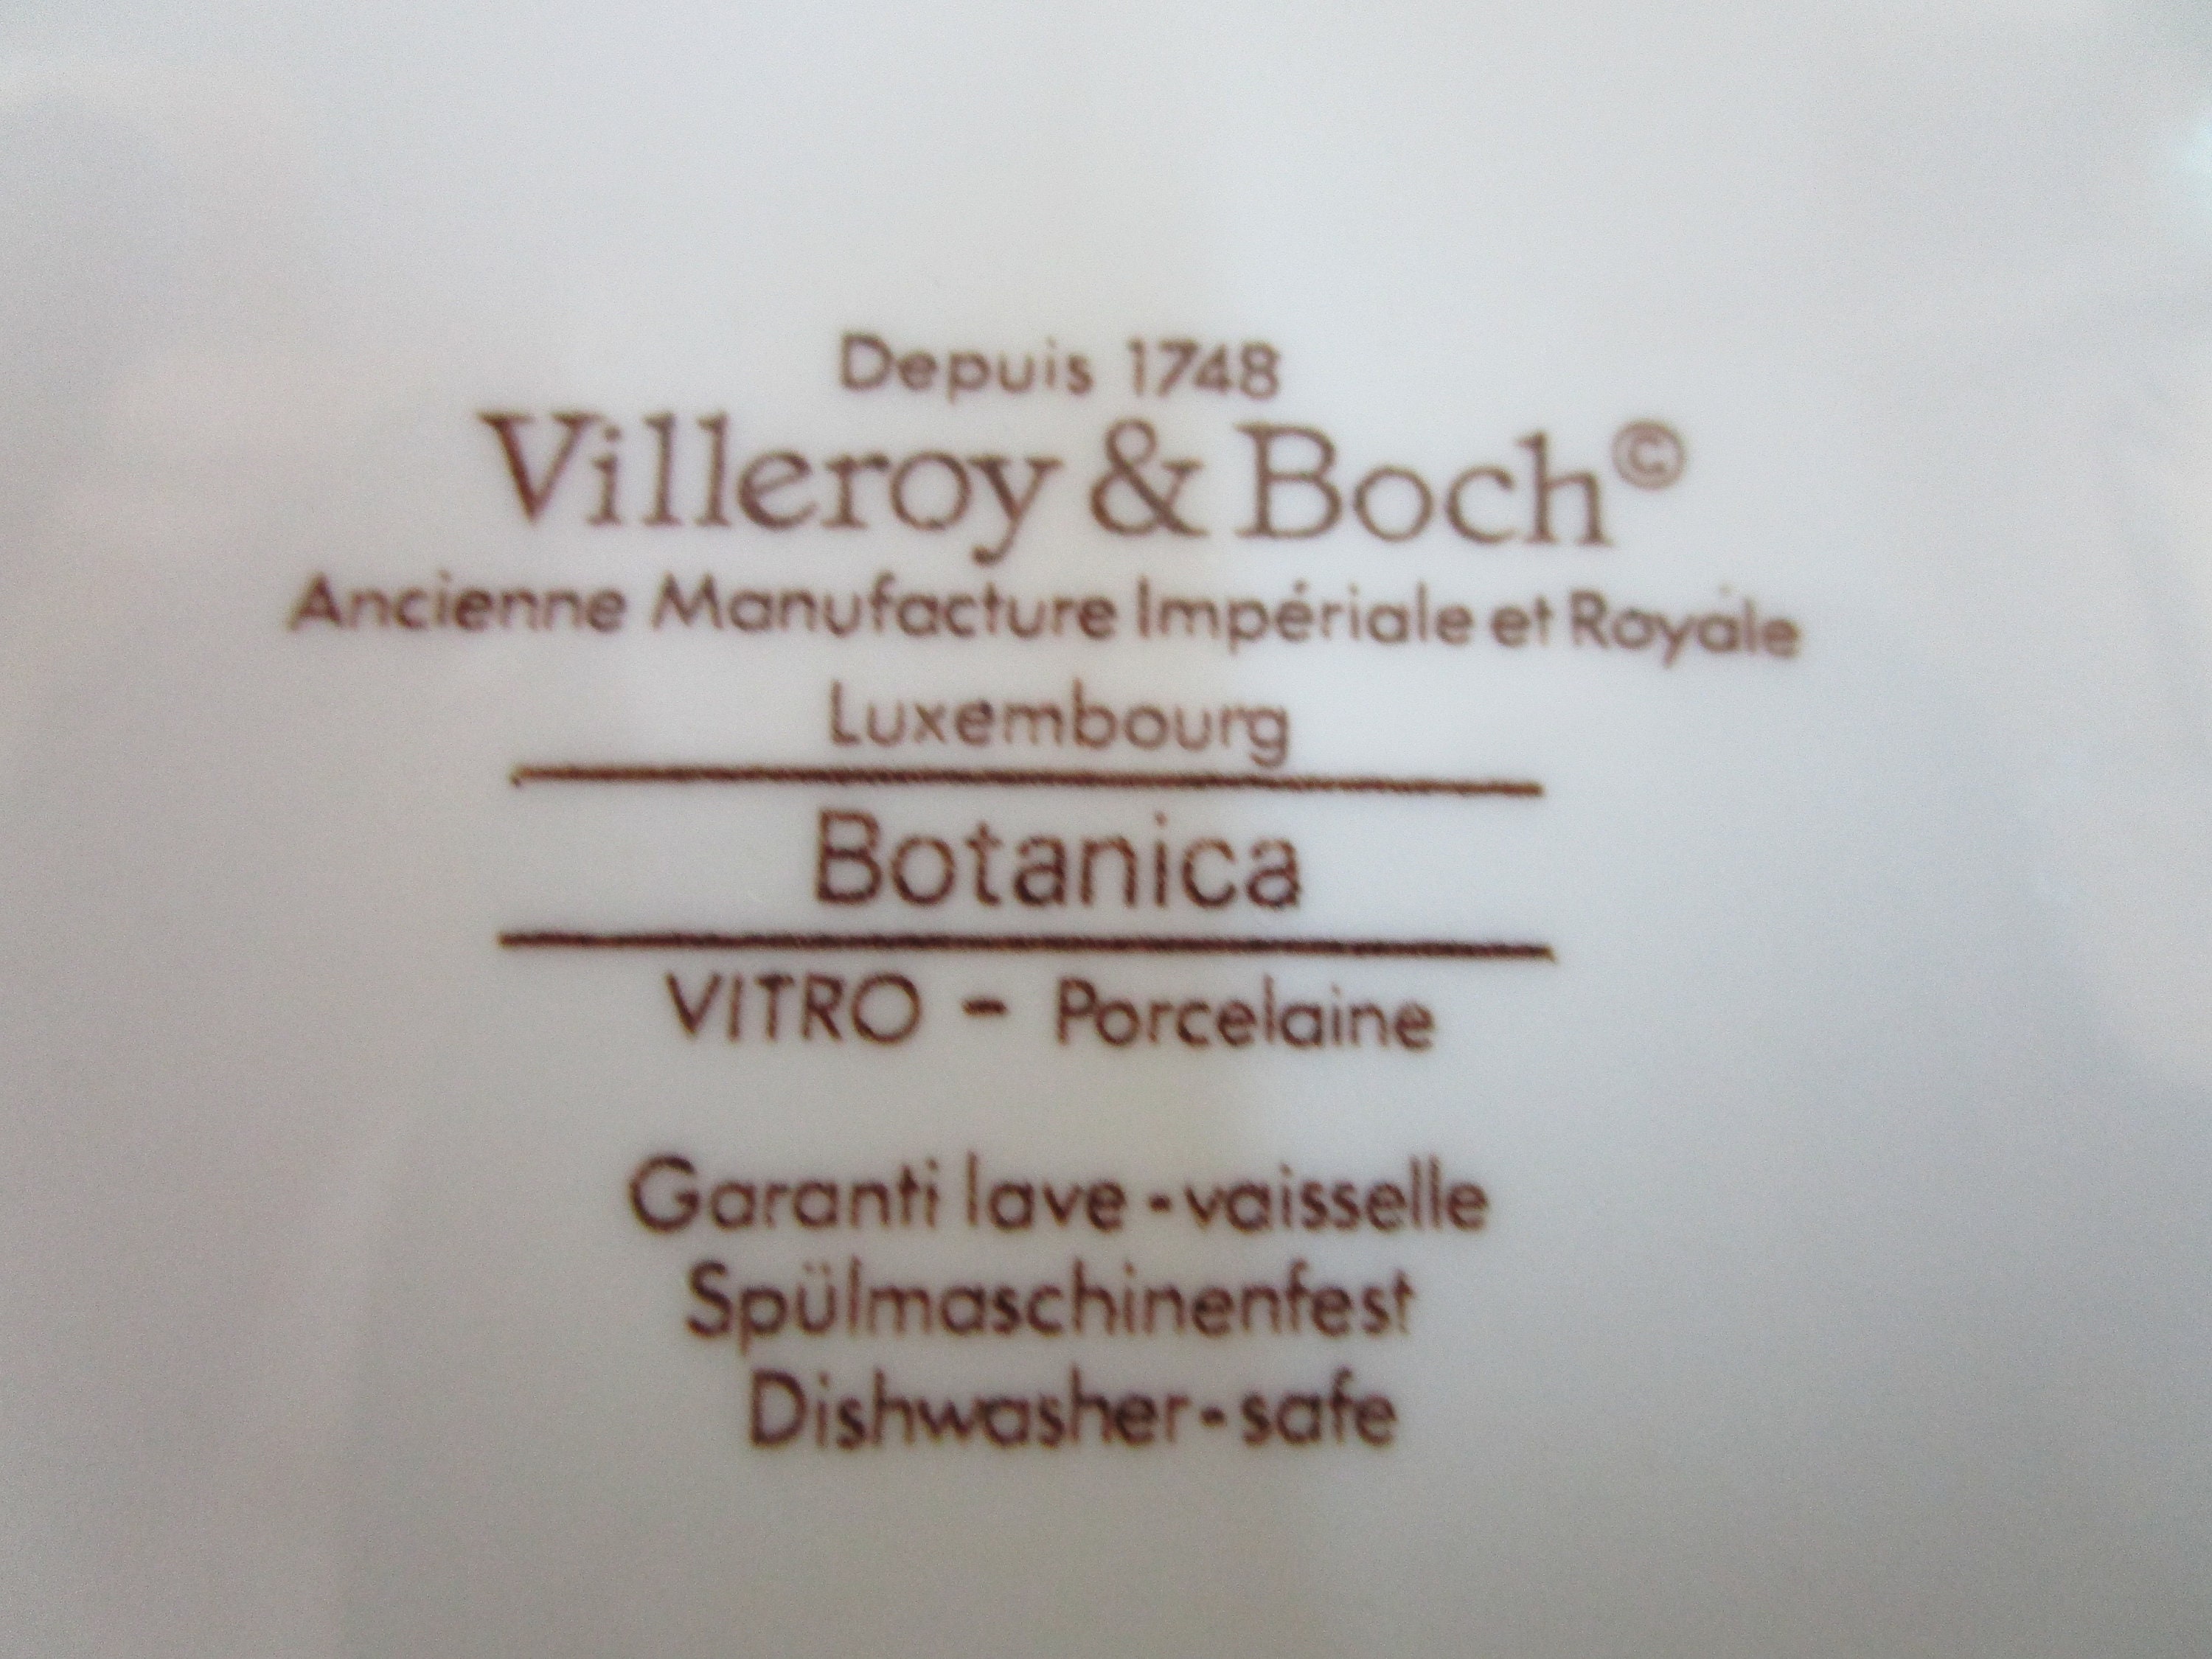 Depuis 1748
Villeroy & Boch©
Ancienne Manufacture Impériale et Royale
Luxembourg
Botanica
VITRO - Porcelaine
Garanti lave-vaisselle
Spülmaschinenfest
Dishwasher-safe